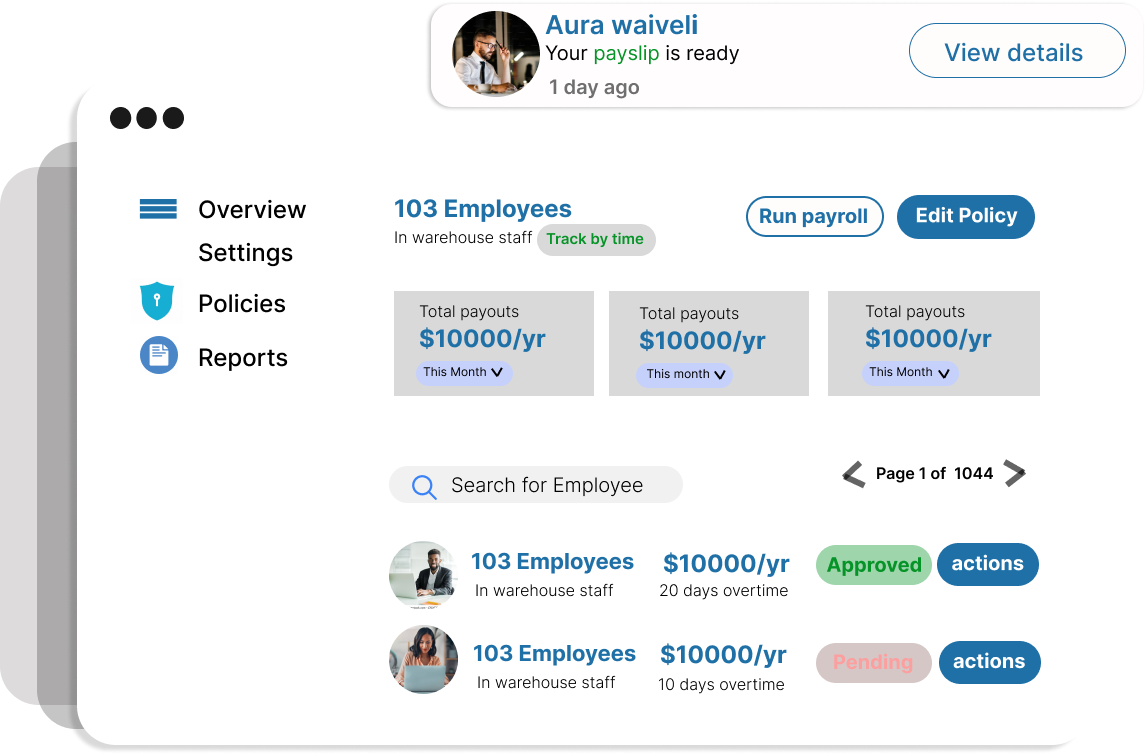 Aura waiveli
Your payslip is ready
1 day ago
View details
Overview
Settings
Policies
Reports
103 Employees
In warehouse staff
Track by time
Run payroll
Edit Policy
Total payouts
$10000/yr
This Month
Total payouts
$10000/yr
This month
Total payouts
$10000/yr
This Month
Search for Employee
Page 1 of 1044
103 Employees
In warehouse staff
$10000/yr
20 days overtime
Approved
actions
103 Employees
In warehouse staff
$10000/yr
10 days overtime
Pending
actions